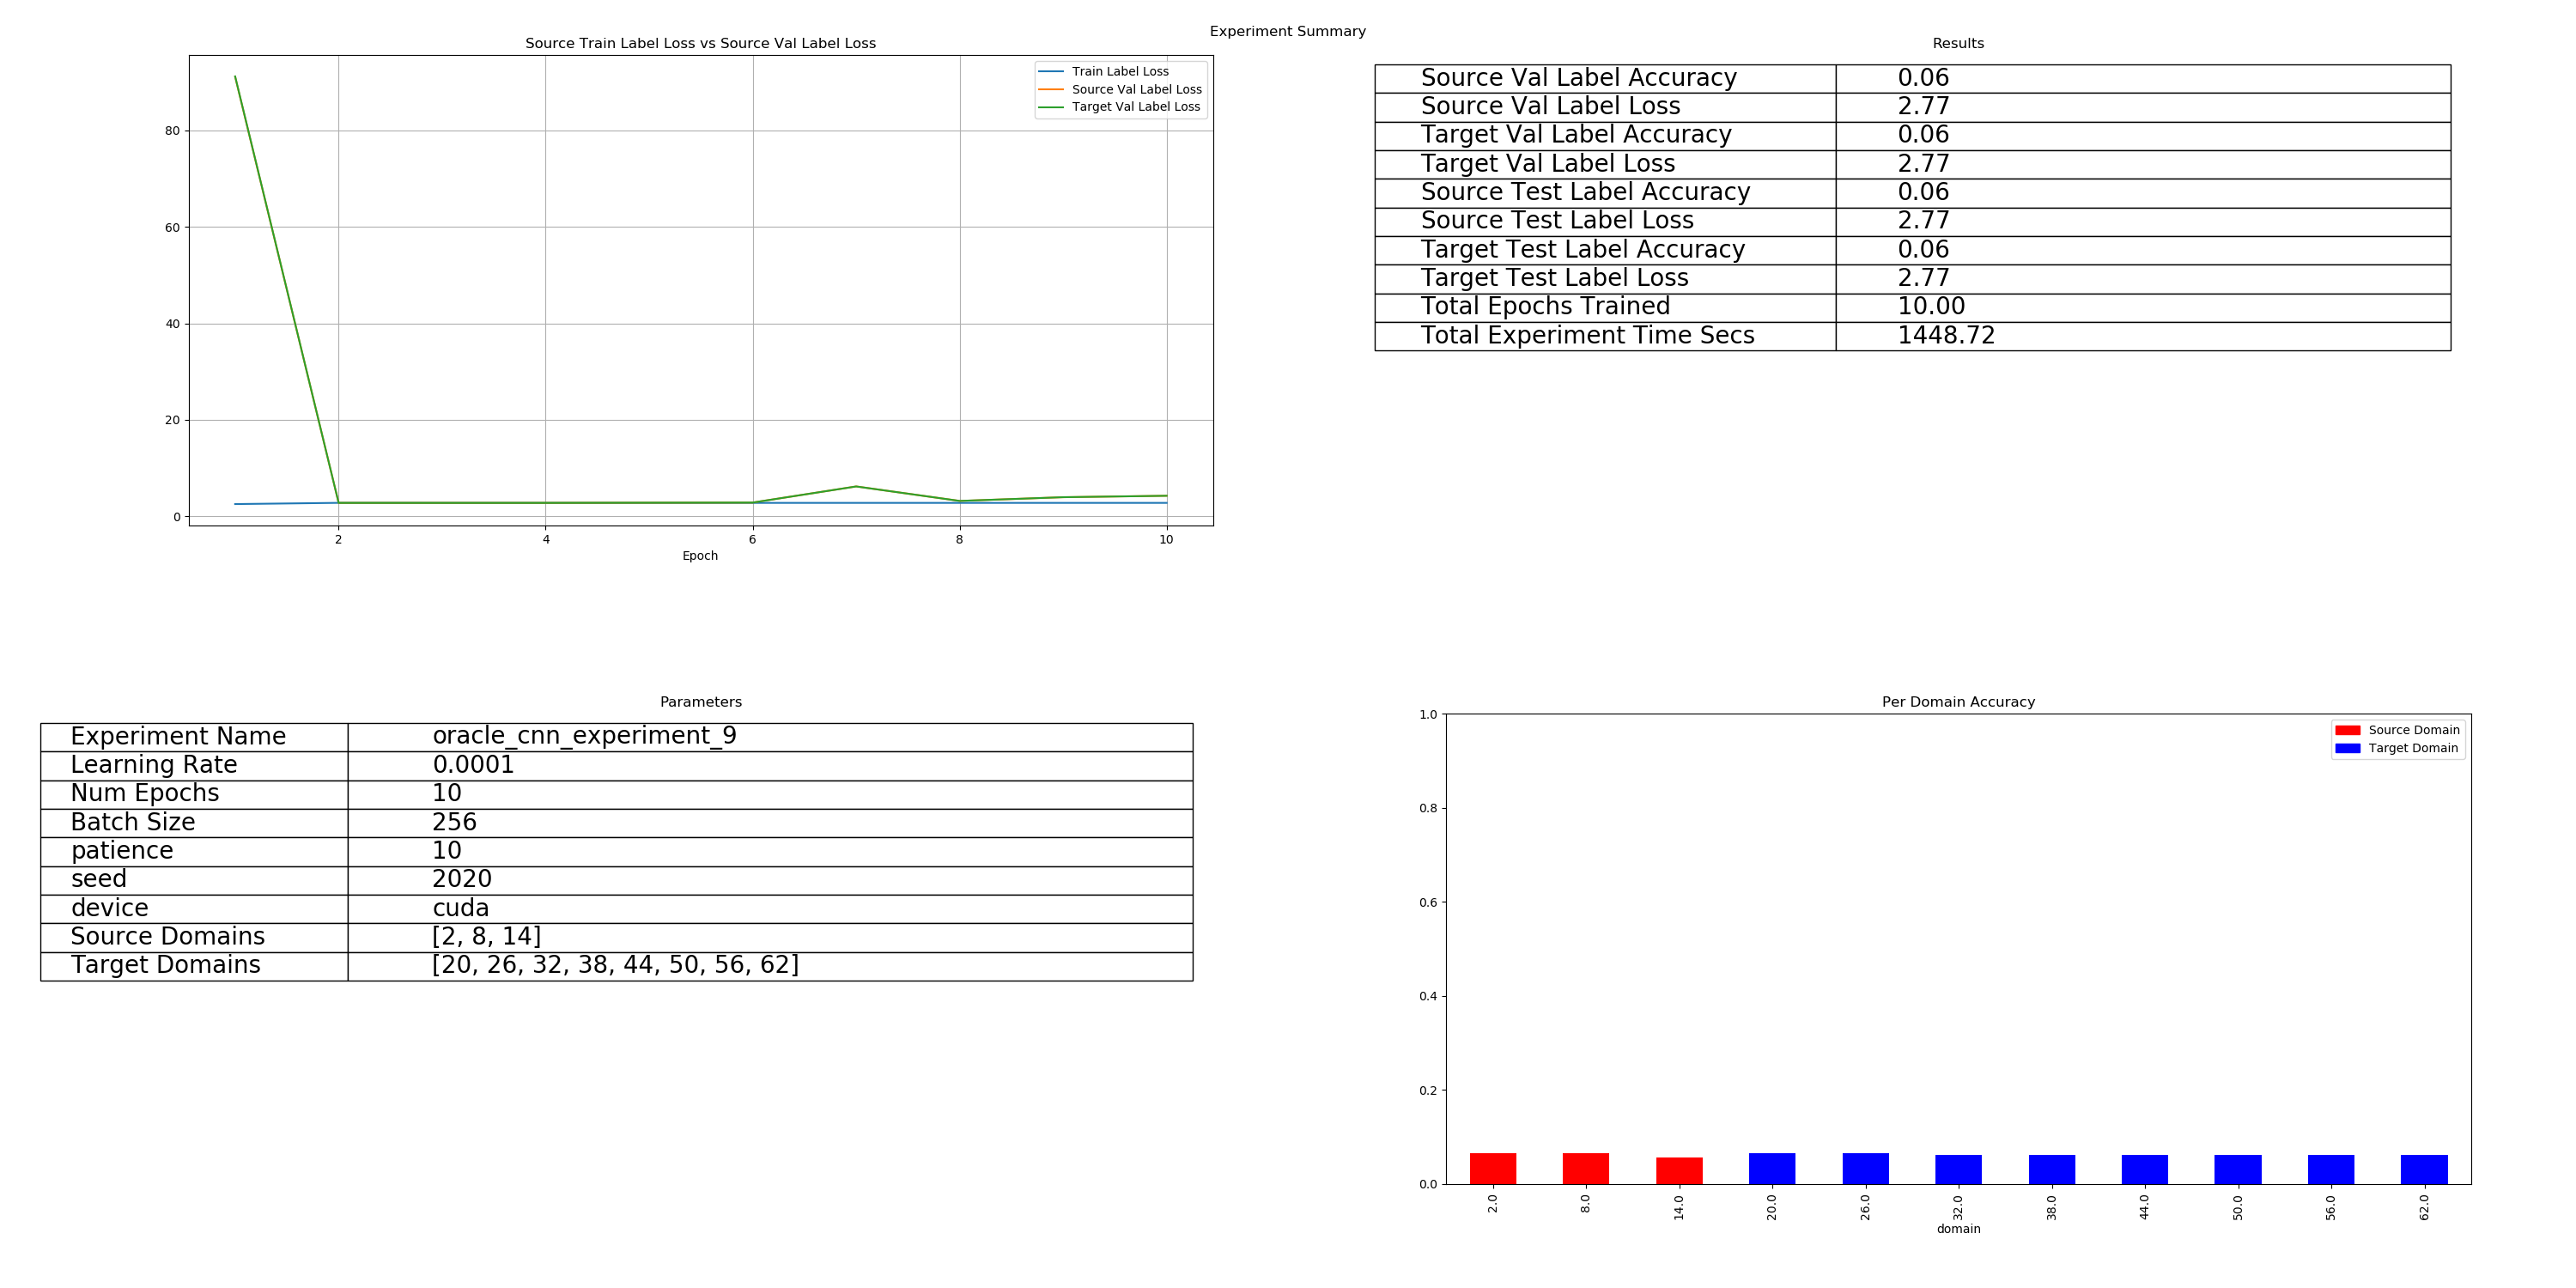 Experiment Summary
Source Train Label Loss vs Source Val Label Loss
Train Label Loss
Source Val Label Loss
Target Val Label Loss
80
60
40
20
0
2 4 6 8 10
Epoch
Results
Source Val Label Accuracy 0.06
Source Val Label Loss 2.77
Target Val Label Accuracy 0.06
Target Val Label Loss 2.77
Source Test Label Accuracy 0.06
Source Test Label Loss 2.77
Target Test Label Accuracy 0.06
Target Test Label Loss 2.77
Total Epochs Trained 10.00
Total Experiment Time Secs 1448.72
Parameters
Experiment Name oracle_cnn_experiment_9
Learning Rate 0.0001
Num Epochs 10
Batch Size 256
patience 10
seed 2020
device cuda
Source Domains [2, 8, 14]
Target Domains [20, 26, 32, 38, 44, 50, 56, 62]
Per Domain Accuracy
Source Domain
Target Domain
1.0
0.8
0.6
0.4
0.2
0.0
2.0 8.0 14.0 20.0 26.0 32.0 38.0 44.0 50.0 56.0 62.0
domain